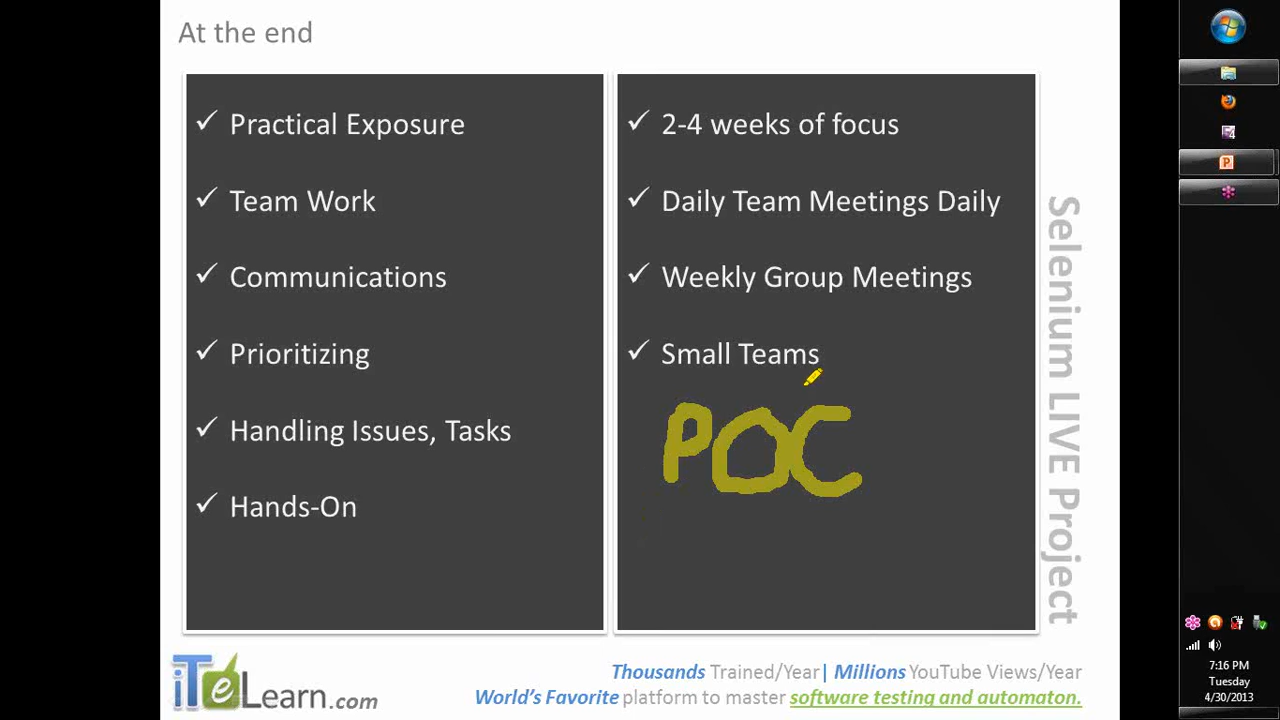 At the end
Practical Exposure
Team Work
Communications
Prioritizing
Handling Issues, Tasks
Hands-On
2-4 weeks of focus
Daily Team Meetings Daily
Weekly Group Meetings
Small Teams
POC
Selenium LIVE Project
iTeLearn.com
Thousands Trained/Year| Millions YouTube Views/Year
World's Favorite platform to master software testing and automaton.
7:16 PM
Tuesday
4/30/2013